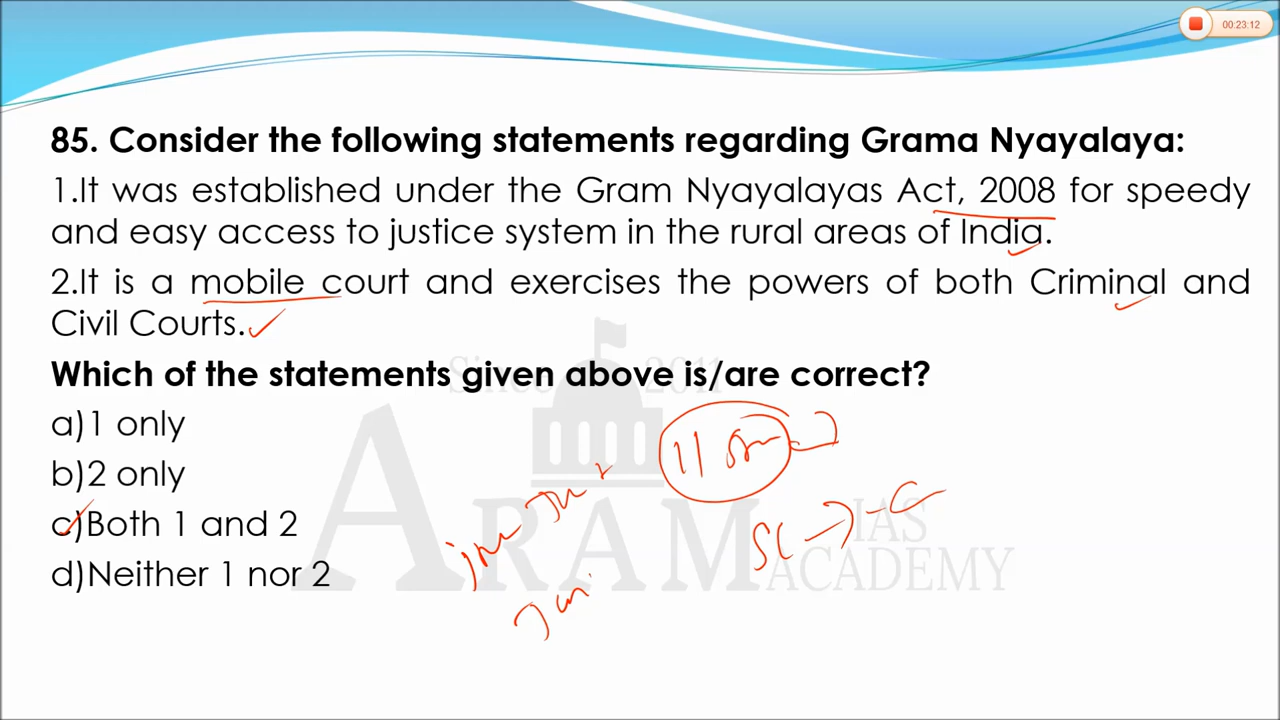 00:23:12
85. Consider the following statements regarding Grama Nyayalaya:
1.It was established under the Gram Nyayalayas Act, 2008 for speedy
and easy access to justice system in the rural areas of India.
2.It is a mobile court and exercises the powers of both Criminal and
Civil Courts.
Which of the statements given above is/are correct?
Since 2011
a)1 only
b)2 only
c)Both 1 and 2
d)Neither 1 nor 2
11
ARAM IAS
ACADEMY